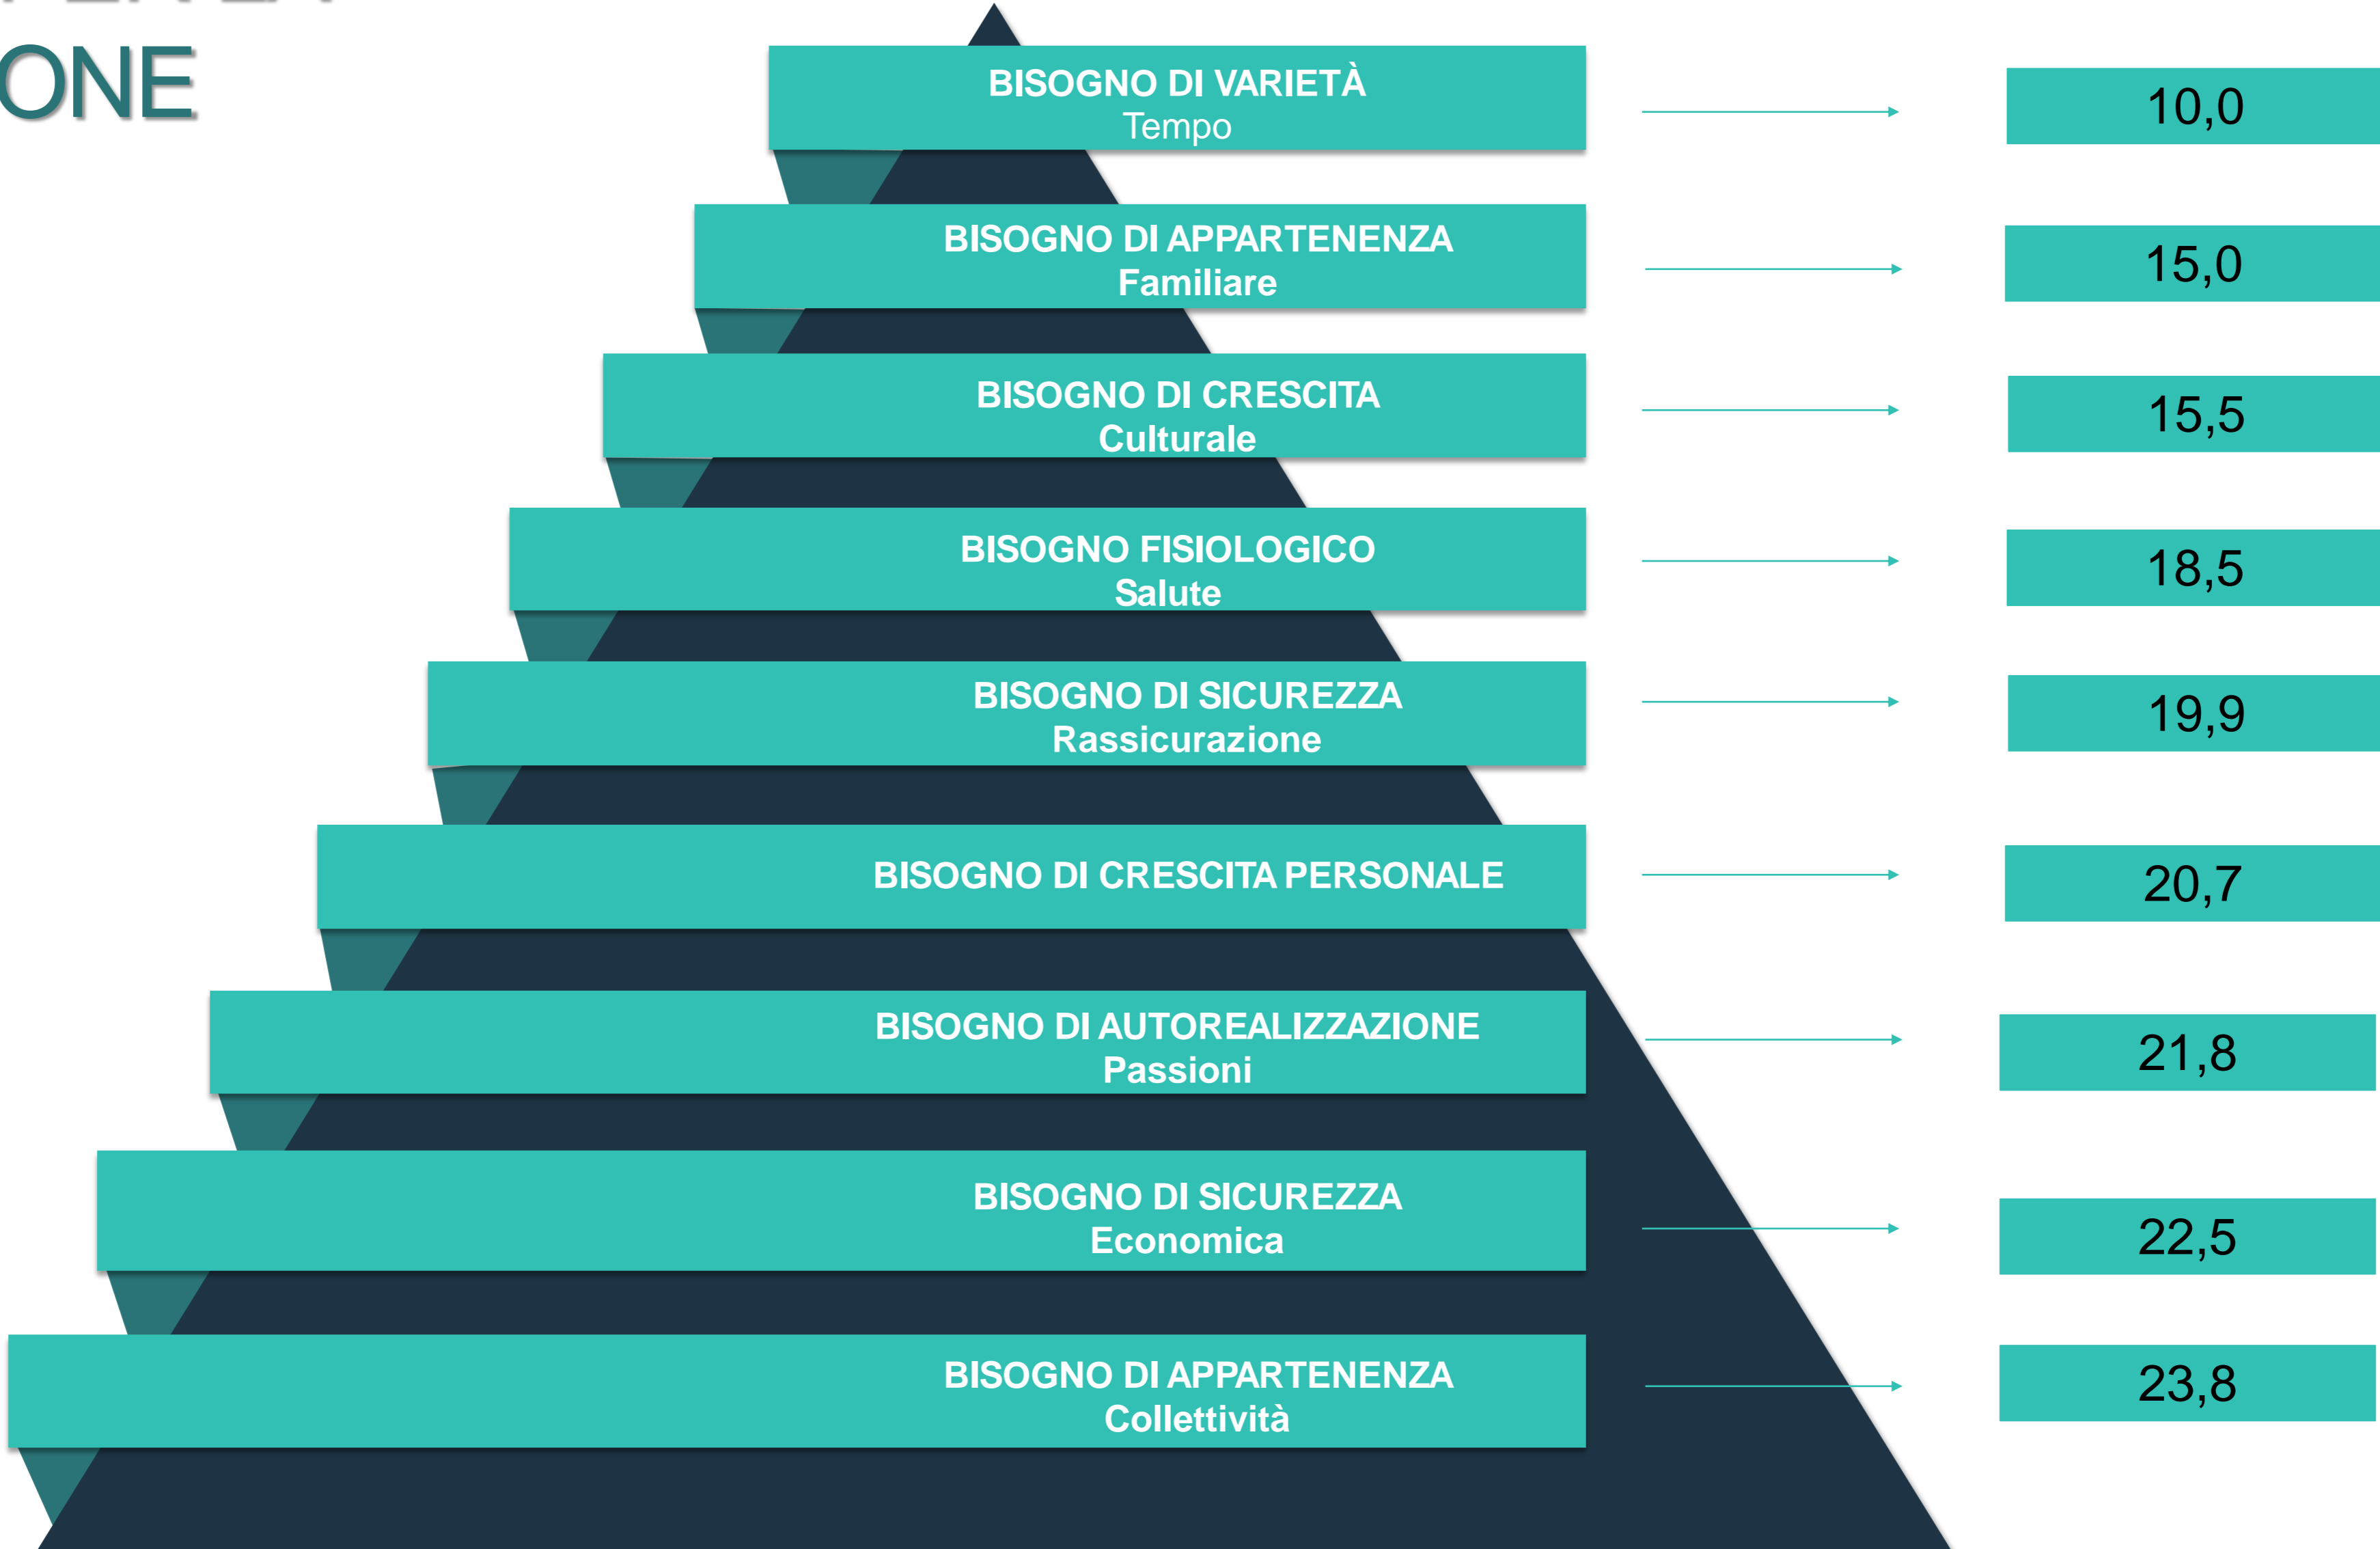 ONE
BISOGNO DI VARIETÀ
Tempo
10,0
BISOGNO DI APPARTENENZA
Familiare
15,0
BISOGNO DI CRESCITA
Culturale
15,5
BISOGNO FISIOLOGICO
Salute
18,5
BISOGNO DI SICUREZZA
Rassicurazione
19,9
BISOGNO DI CRESCITA PERSONALE
20,7
BISOGNO DI AUTOREALIZZAZIONE
Passioni
21,8
BISOGNO DI SICUREZZA
Economica
22,5
BISOGNO DI APPARTENENZA
Collettività
23,8